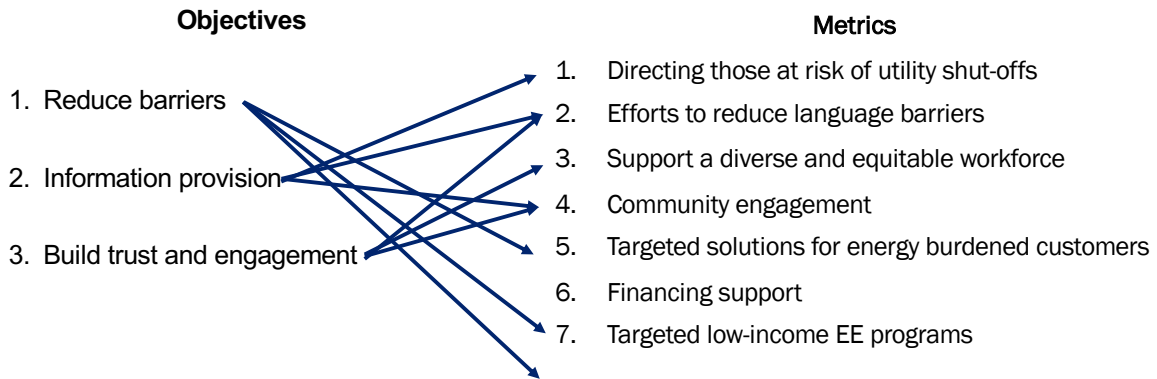 Objectives
1. Reduce barriers
2. Information provision
3. Build trust and engagement
Metrics
1. Directing those at risk of utility shut-offs
2. Efforts to reduce language barriers
3. Support a diverse and equitable workforce
4. Community engagement
5. Targeted solutions for energy burdened customers
6. Financing support
7. Targeted low-income EE programs